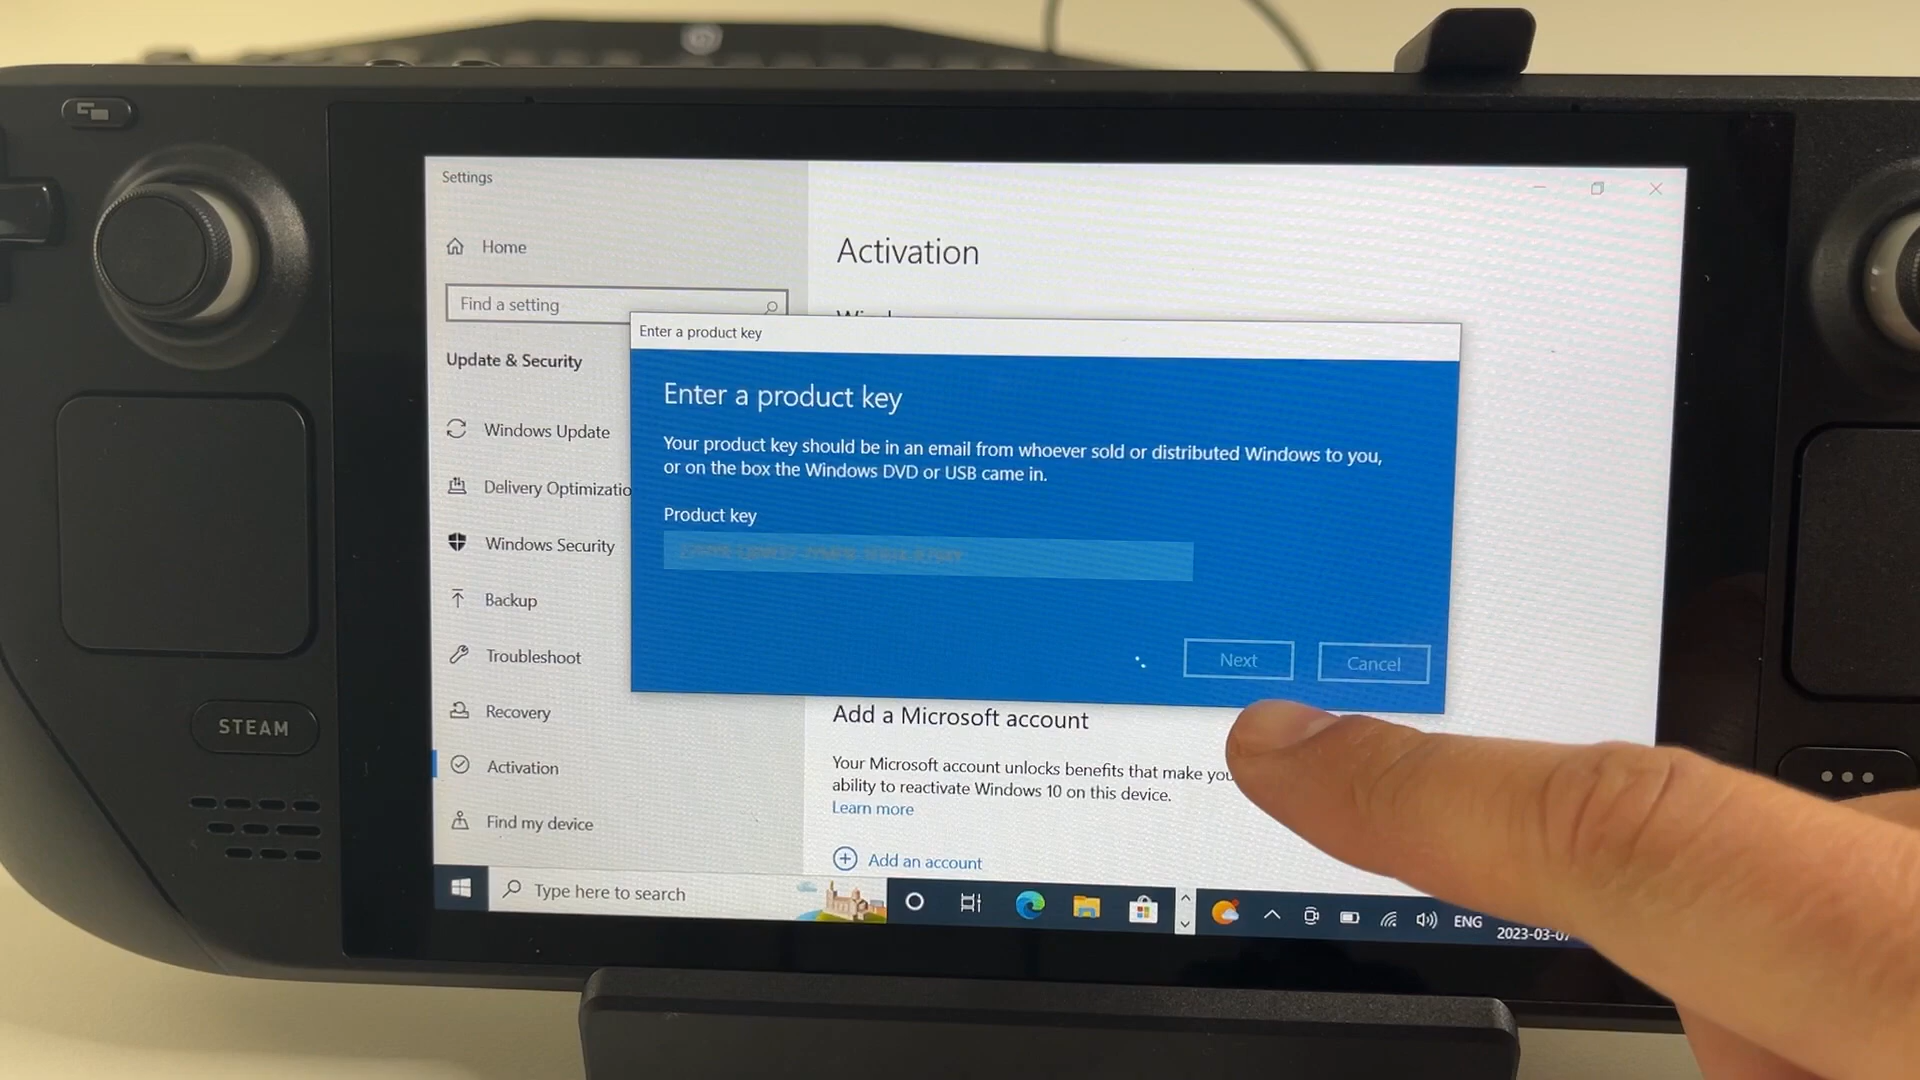 Settings
Home
Find a setting
Update & Security
Windows Update
Delivery Optimizatio
Windows Security
Backup
Troubleshoot
Recovery
Activation
Find my device
Activation
Enter a product key
Enter a product key
Your product key should be in an email from whoever sold or distributed Windows to you,
or on the box the Windows DVD or USB came in.
Product key
Next
Cancel
Add a Microsoft account
Your Microsoft account unlocks benefits that make you
ability to reactivate Windows 10 on this device.
Learn more
Add an account
STEAM
Type here to search
ENG
2023-03-07